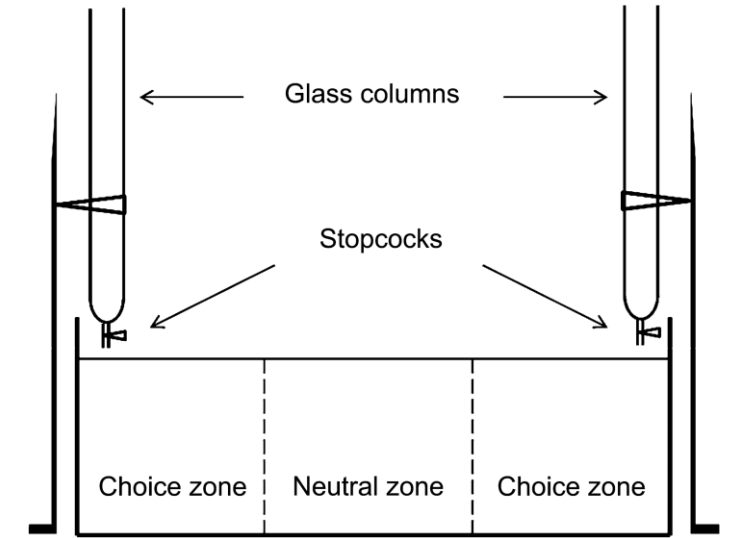 Glass columns
Stopcocks
Choice zone
Neutral zone
Choice zone